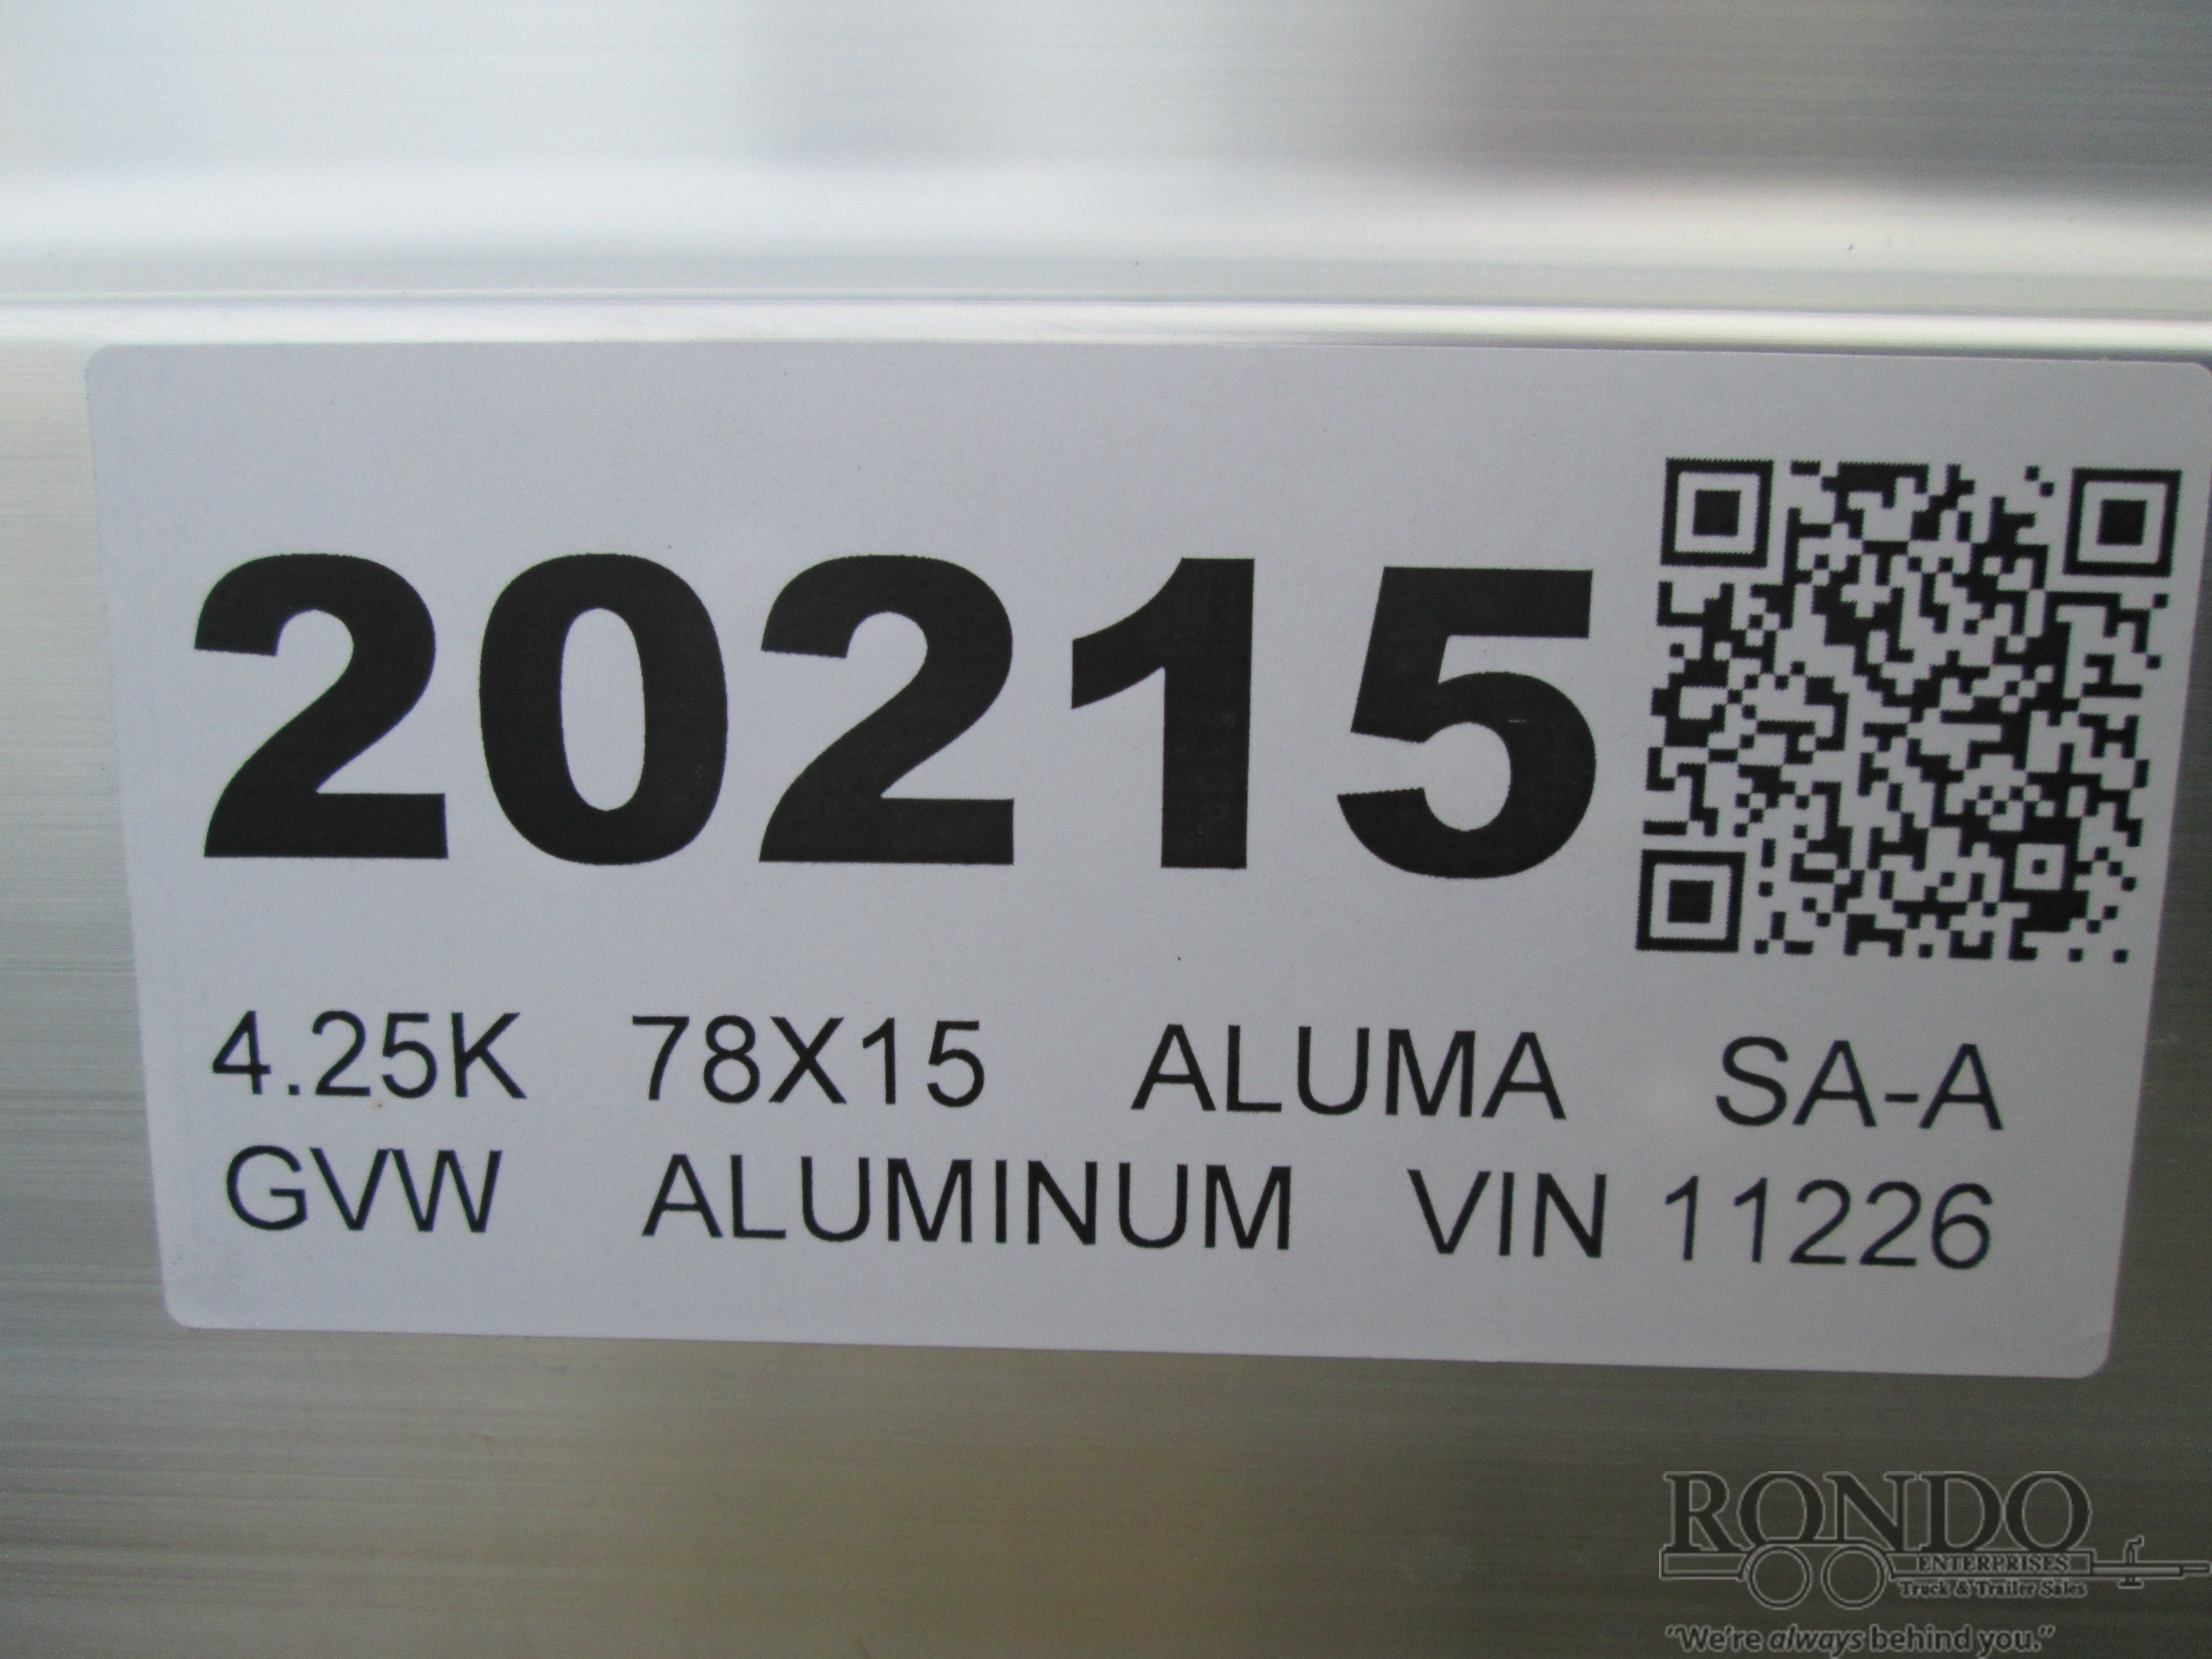 20215
4.25K 78X15 ALUMA SA-A
GVW ALUMINUM VIN 11226
RONDO
ENTERPRISES
Truck & Trailer Sales
"We're always behind you."